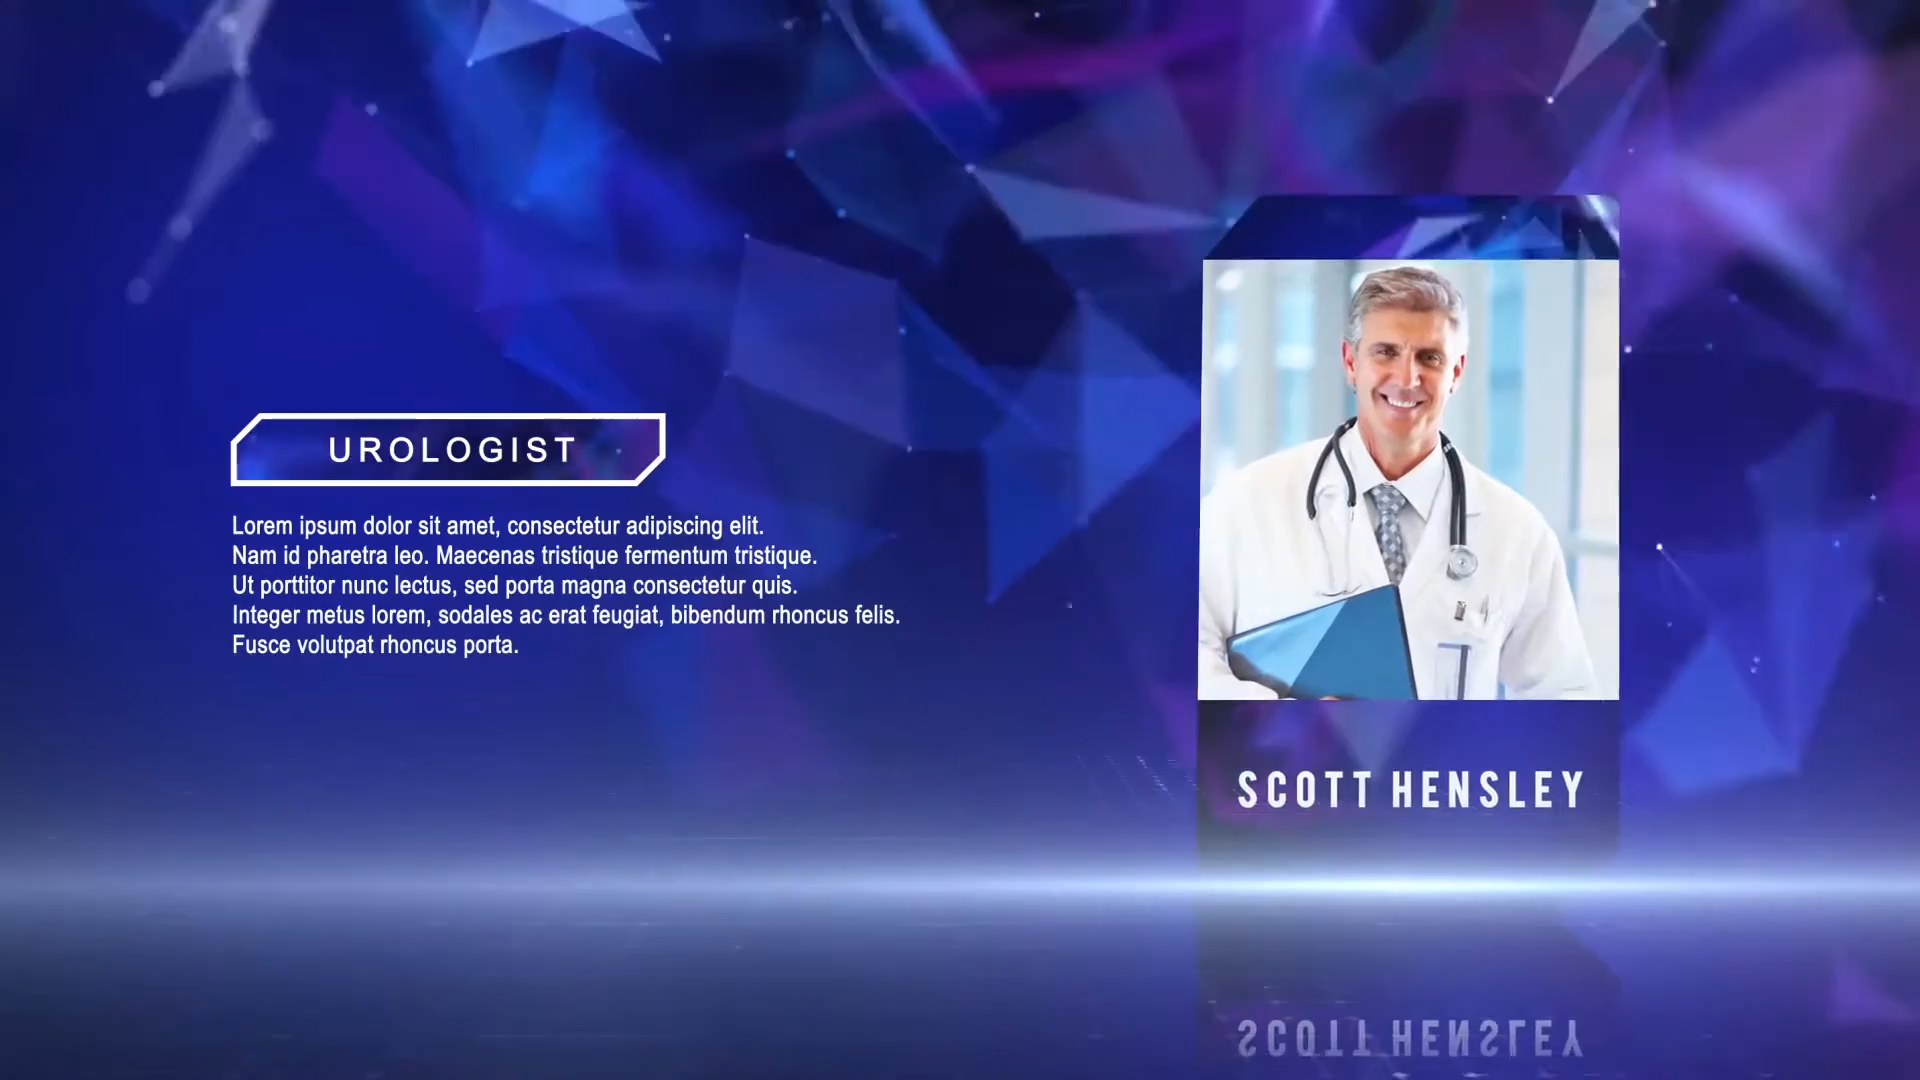 UROLOGIST
Lorem ipsum dolor sit amet, consectetur adipiscing elit.
Nam id pharetra leo. Maecenas tristique fermentum tristique.
Ut porttitor nunc lectus, sed porta magna consectetur quis.
Integer metus lorem, sodales ac erat feugiat, bibendum rhoncus felis.
Fusce volutpat rhoncus porta.
SCOTT HENSLEY